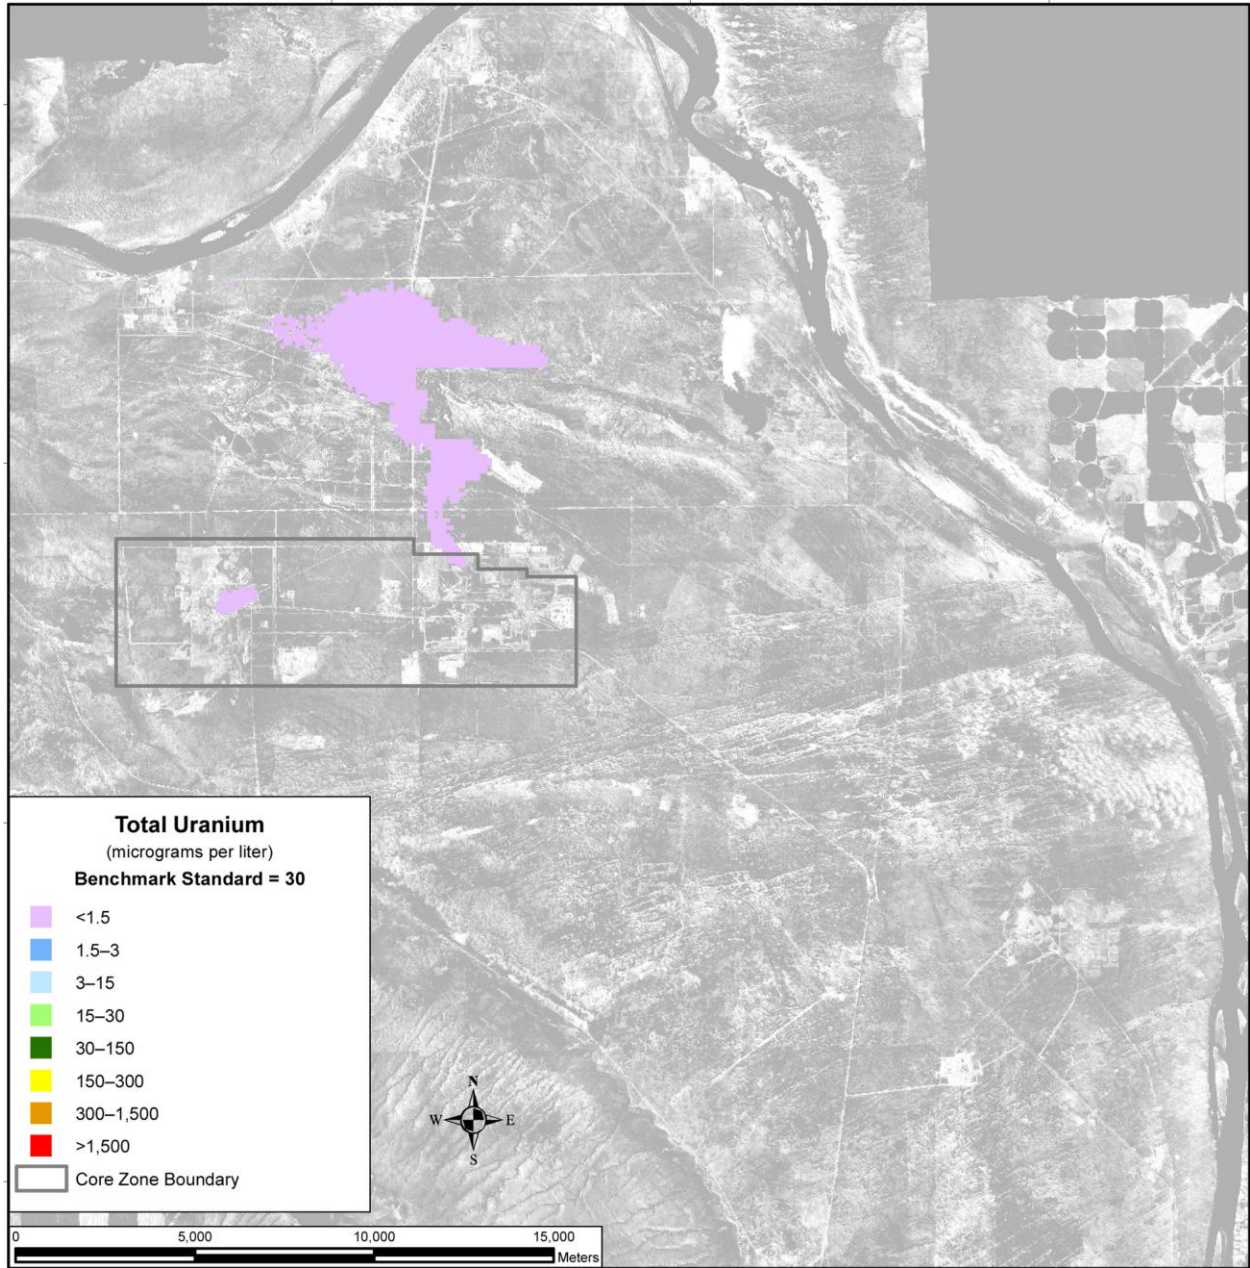 Total Uranium
(micrograms per liter)
Benchmark Standard = 30
<1.5
1.5–3
3–15
15–30
30–150
150–300
300–1,500
>1,500
Core Zone Boundary
N
W E
S
0 5,000 10,000 15,000
Meters